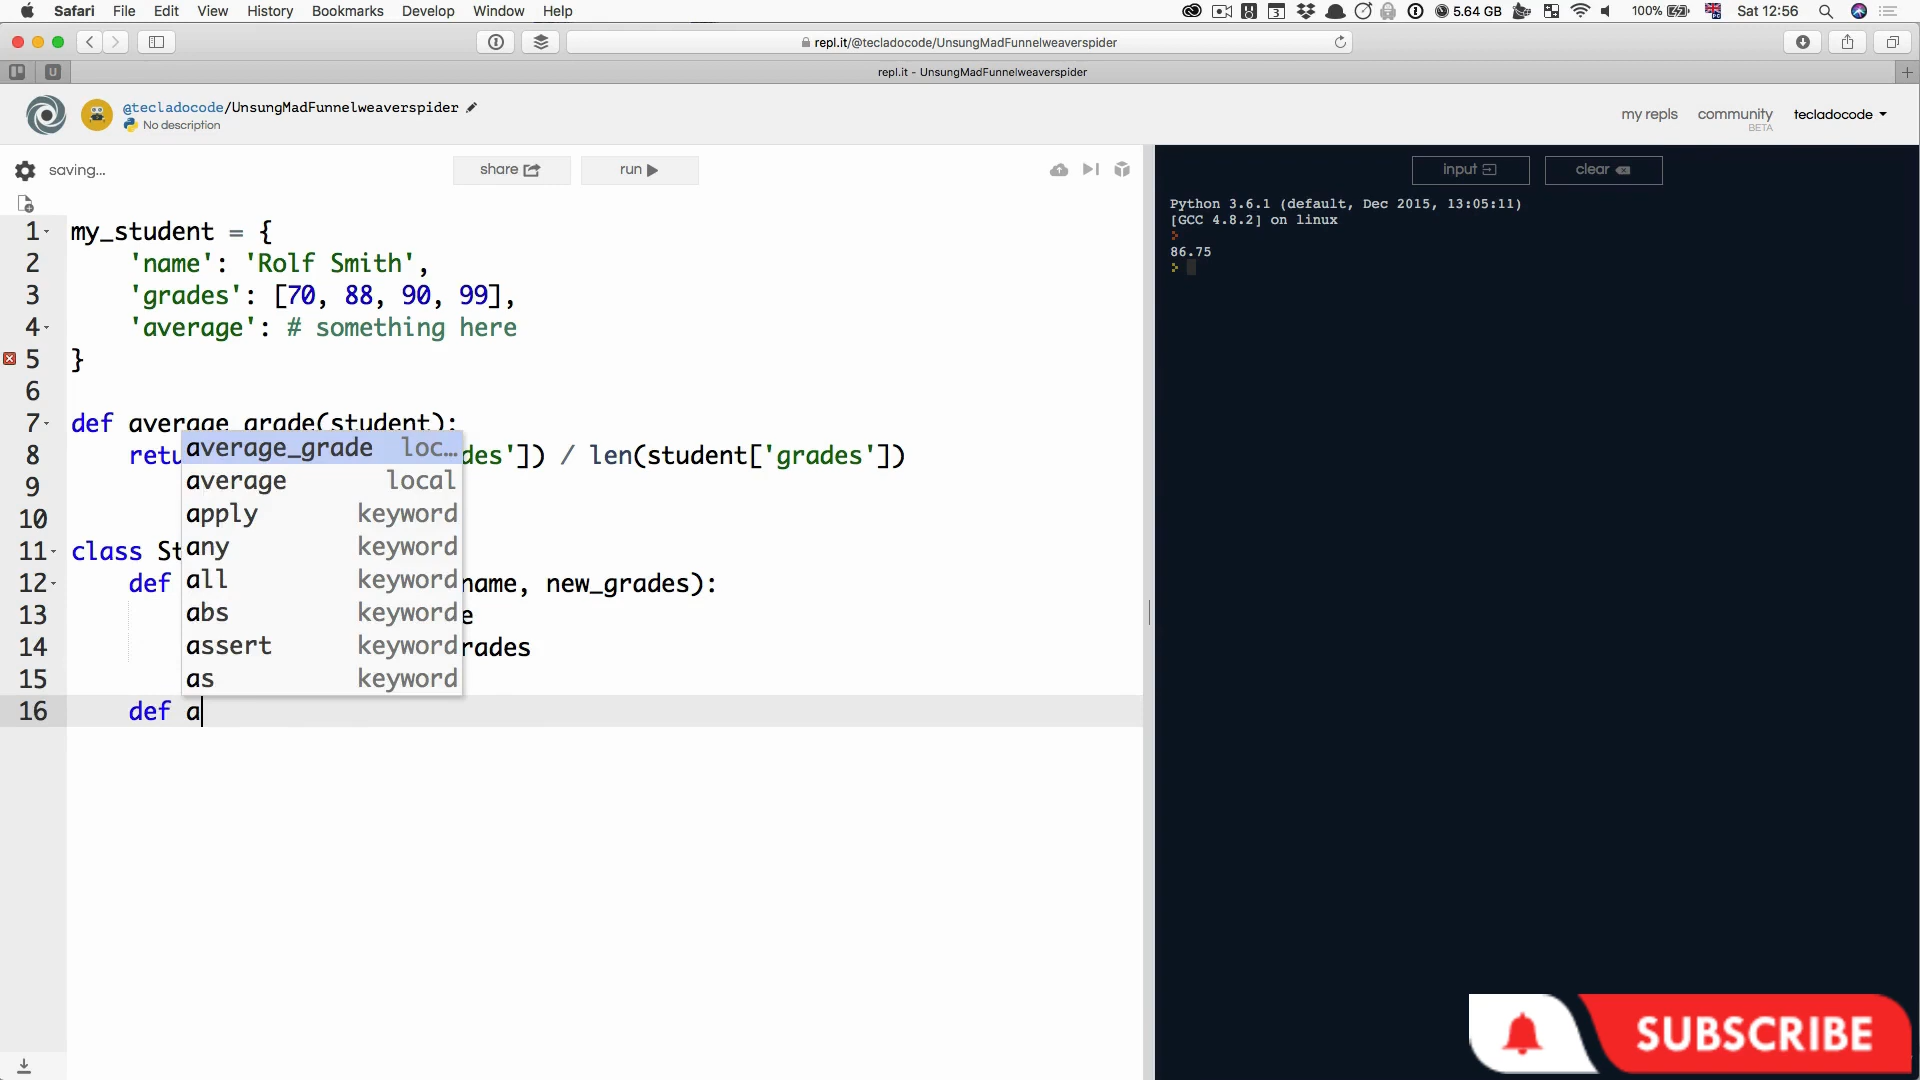 Safari File Edit View History Bookmarks Develop Window Help 5.64 GB 100% Sat 12:56
repl.it/@tecladocode/UnsungMadFunnelweaverspider
repl.it - UnsungMadFunnelweaverspider
@tecladocode/UnsungMadFunnelweaverspider
No description
my repls community BETA tecladocode
saving... share run
input clear
1 my_student = {
2 'name': 'Rolf Smith',
3 'grades': [70, 88, 90, 99],
4 'average': # something here
5 }
6
7 def average_grade(student):
8 retu des']) / len(student['grades'])
9
10
11 class St
12 def name, new_grades):
13 e
14 rades
15
16 def a
average_grade loc...
average local
apply keyword
any keyword
all keyword
abs keyword
assert keyword
as keyword
Python 3.6.1 (default, Dec 2015, 13:05:11)
[GCC 4.8.2] on linux
86.75
SUBSCRIBE